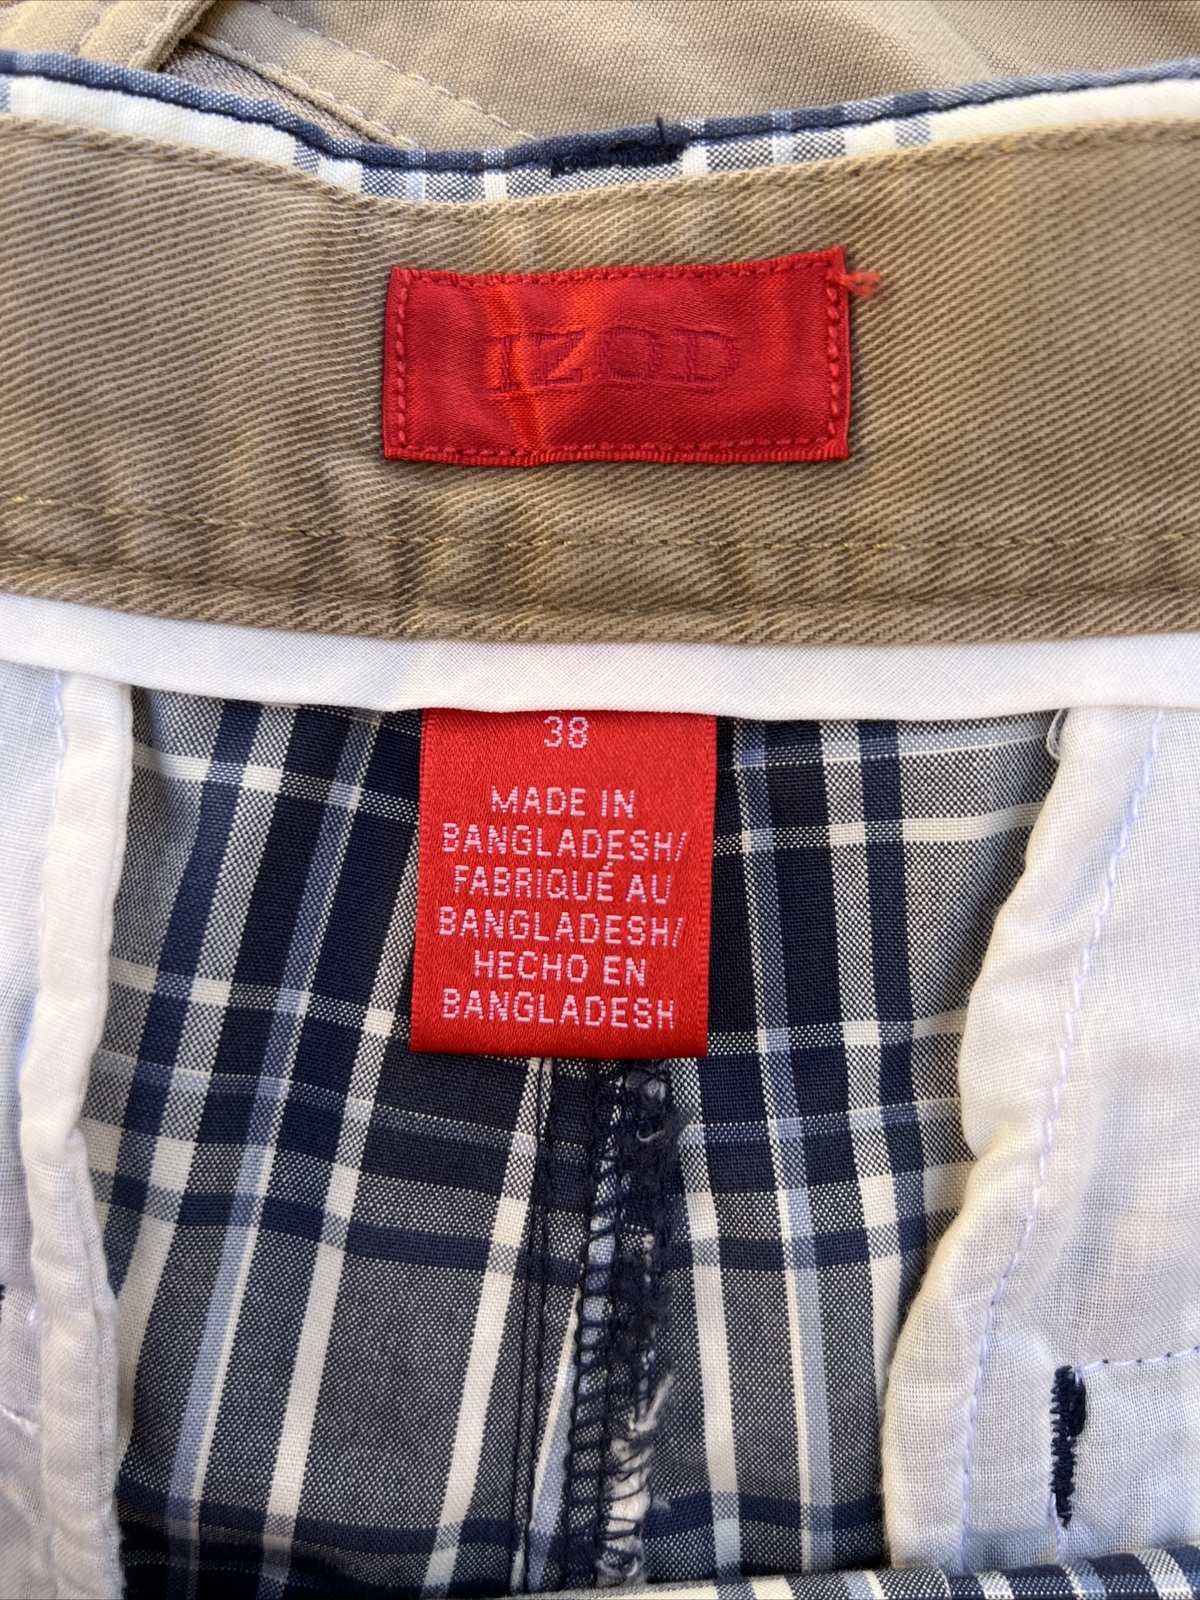 IZOD
38
MADE IN
BANGLADESH/
FABRIQUÉ AU
BANGLADESH/
HECHO EN
BANGLADESH